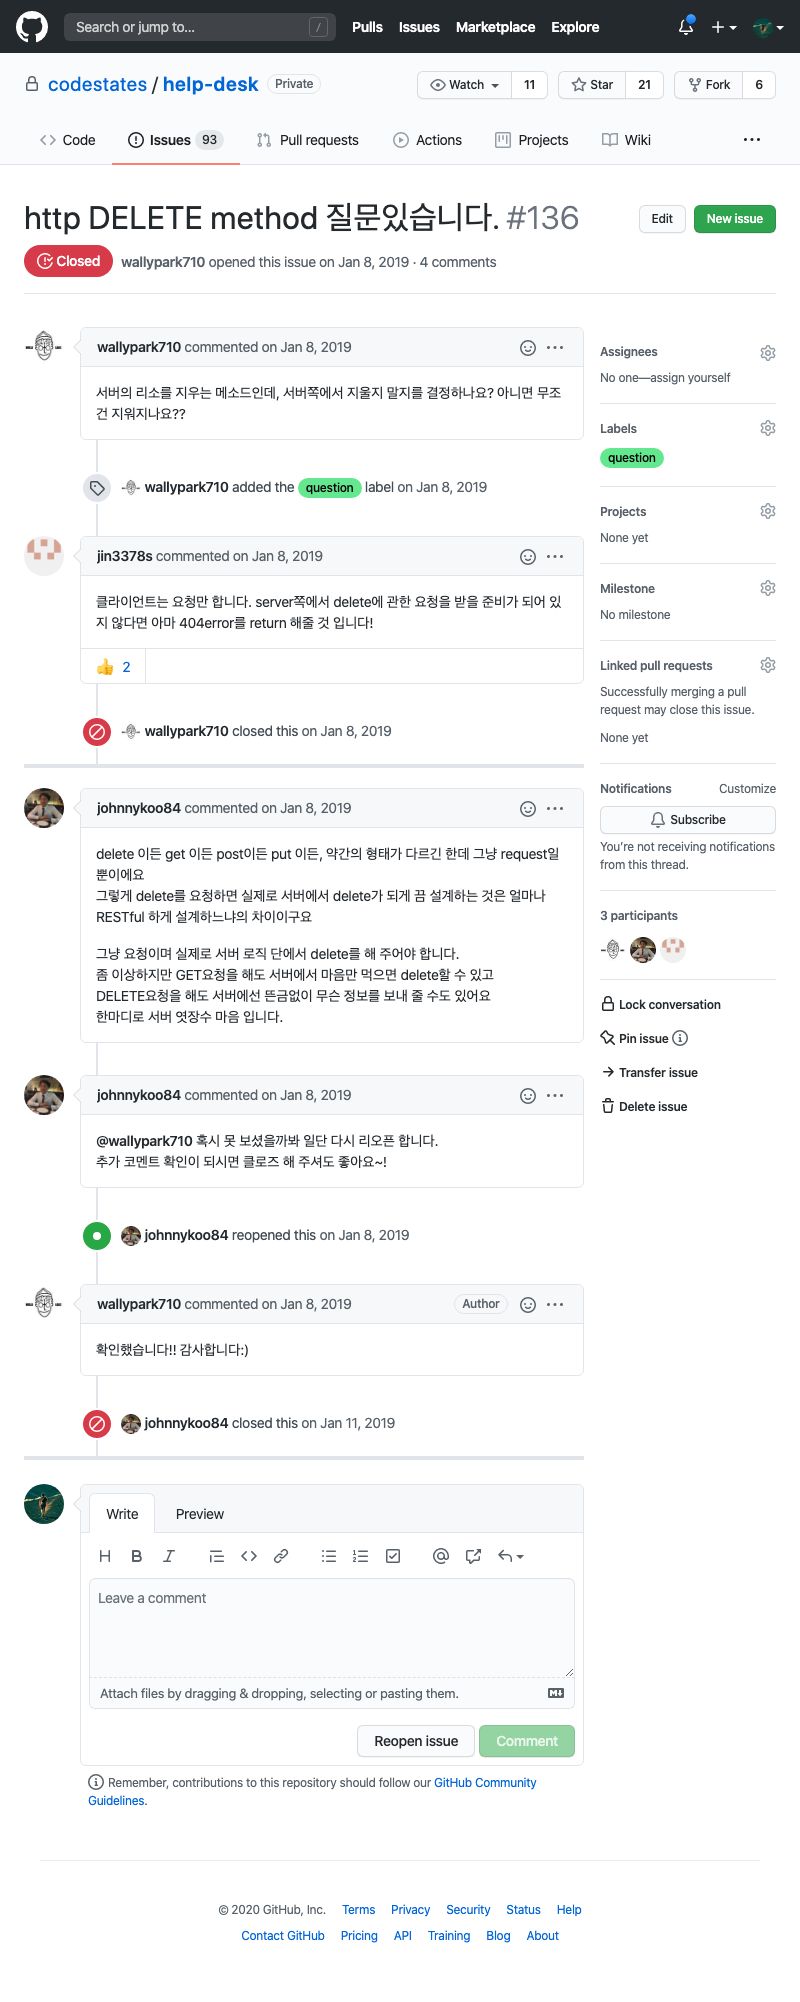 Search or jump to... /
Pulls Issues Marketplace Explore
codestates / help-desk Private
Watch 11 Star 21 Fork 6
Code Issues 93 Pull requests Actions Projects Wiki ...
http DELETE method 질문있습니다. #136
Edit New issue
Closed wallypark710 opened this issue on Jan 8, 2019 · 4 comments
wallypark710 commented on Jan 8, 2019
서버의 리소를 지우는 메소드인데, 서버쪽에서 지울지 말지를 결정하나요? 아니면 무조
건 지워지나요??
wallypark710 added the question label on Jan 8, 2019
jin3378s commented on Jan 8, 2019
클라이언트는 요청만 합니다. server쪽에서 delete에 관한 요청을 받을 준비가 되어 있
지 않다면 아마 404error를 return 해줄 것 입니다!
👍 2
wallypark710 closed this on Jan 8, 2019
johnnykoo84 commented on Jan 8, 2019
delete 이든 get 이든 post이든 put 이든, 약간의 형태가 다르긴 한데 그냥 request일
뿐이에요
그렇게 delete를 요청하면 실제로 서버에서 delete가 되게 끔 설계하는 것은 얼마나
RESTful 하게 설계하느냐의 차이이구요
그냥 요청이며 실제로 서버 로직 단에서 delete를 해 주어야 합니다.
좀 이상하지만 GET요청을 해도 서버에서 마음만 먹으면 delete할 수 있고
DELETE요청을 해도 서버에선 뜬금없이 무슨 정보를 보내 줄 수도 있어요
한마디로 서버 엿장수 마음 입니다.
johnnykoo84 commented on Jan 8, 2019
@wallypark710 혹시 못 보셨을까봐 일단 다시 리오픈 합니다.
추가 코멘트 확인이 되시면 클로즈 해 주셔도 좋아요~!
johnnykoo84 reopened this on Jan 8, 2019
wallypark710 commented on Jan 8, 2019 Author
확인했습니다!! 감사합니다:)
johnnykoo84 closed this on Jan 11, 2019
Assignees
No one—assign yourself
Labels
question
Projects
None yet
Milestone
No milestone
Linked pull requests
Successfully merging a pull
request may close this issue.
None yet
Notifications Customize
Subscribe
You're not receiving notifications
from this thread.
3 participants
Lock conversation
Pin issue
Transfer issue
Delete issue
Write Preview
Leave a comment
Attach files by dragging & dropping, selecting or pasting them.
Reopen issue Comment
Remember, contributions to this repository should follow our GitHub Community
Guidelines.
© 2020 GitHub, Inc. Terms Privacy Security Status Help
Contact GitHub Pricing API Training Blog About